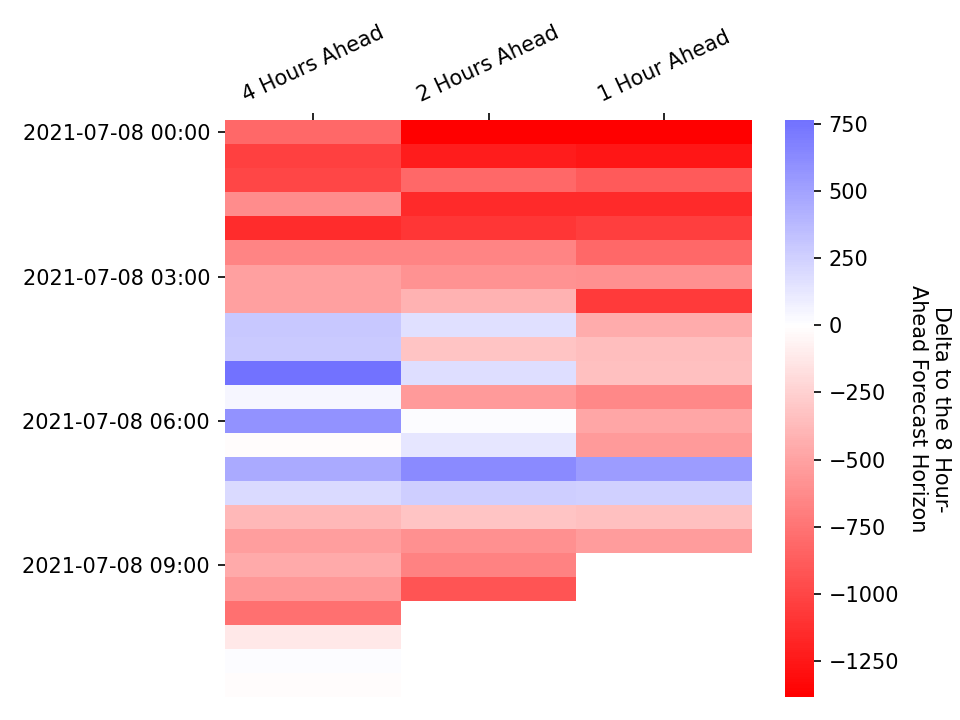 4 Hours Ahead
2 Hours Ahead
1 Hour Ahead
2021-07-08 00:00
2021-07-08 03:00
2021-07-08 06:00
2021-07-08 09:00
750
500
250
0
−250
−500
−750
−1000
−1250
Delta to the 8 Hour-
Ahead Forecast Horizon